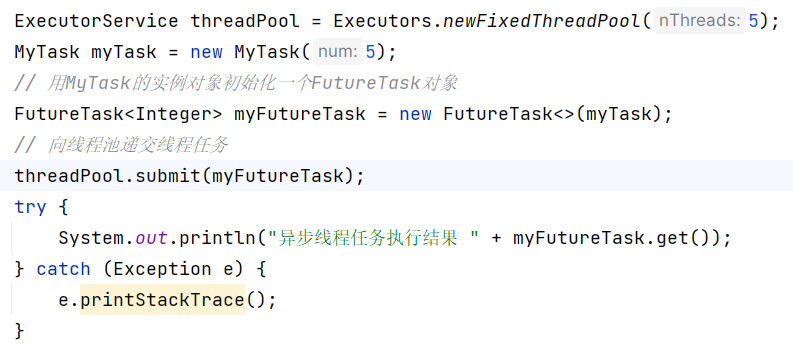 ExecutorService threadPool = Executors.newFixedThreadPool( nThreads: 5);
MyTask myTask = new MyTask( num: 5);
// 用MyTask的实例对象初始化一个FutureTask对象
FutureTask<Integer> myFutureTask = new FutureTask<>(myTask);
// 向线程池递交线程任务
threadPool.submit(myFutureTask);
try {
    System.out.println("异步线程任务执行结果 " + myFutureTask.get());
} catch (Exception e) {
    e.printStackTrace();
}